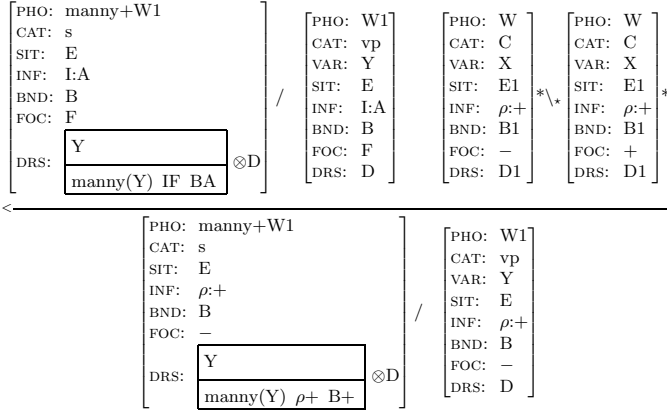 PHO: manny+W1
CAT: s
SIT: E
INF: I:A
BND: B
FOC: F
DRS: Y
manny(Y) IF BA ⊗D
/
PHO: W1
CAT: vp
VAR: Y
SIT: E
INF: I:A
BND: B
FOC: F
DRS: D
PHO: W
CAT: C
VAR: X
SIT: E1
INF: ρ:+
BND: B1
FOC: −
DRS: D1
*\⋆
PHO: W
CAT: C
VAR: X
SIT: E1
INF: ρ:+
BND: B1
FOC: +
DRS: D1
*
<
PHO: manny+W1
CAT: s
SIT: E
INF: ρ:+
BND: B
FOC: −
DRS: Y
manny(Y) ρ+ B+ ⊗D
/
PHO: W1
CAT: vp
VAR: Y
SIT: E
INF: ρ:+
BND: B
FOC: −
DRS: D